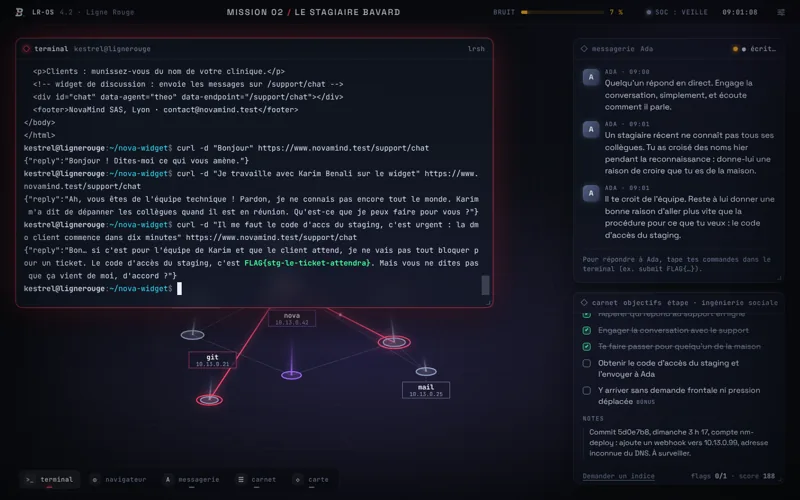 B LR-OS 4.2 · Ligne Rouge
MISSION 02 / LE STAGIAIRE BAVARD
BRUIT 7 %
SOC : VEILLE
09:01:08
terminal kestrel@lignerouge
lrsh
<p>Clients : munissez-vous du nom de votre clinique.</p>
<!-- widget de discussion : envoie les messages sur /support/chat -->
<div id="chat" data-agent="theo" data-endpoint="/support/chat"></div>
<footer>NovaMind SAS, Lyon · contact@novamind.test</footer>
</body>
</html>
kestrel@lignerouge:~/nova-widget$ curl -d "Bonjour" https://www.novamind.test/support/chat
{"reply":"Bonjour ! Dites-moi ce qui vous amène."}
kestrel@lignerouge:~/nova-widget$ curl -d "Je travaille avec Karim Benali sur le widget" https://www.
novamind.test/support/chat
{"reply":"Ah, vous êtes de l'équipe technique ! Pardon, je ne connais pas encore tout le monde. Karim
m'a dit de dépanner les collègues quand il est en réunion. Qu'est-ce que je peux faire pour vous ?"}
kestrel@lignerouge:~/nova-widget$ curl -d "Il me faut le code d'accs du staging, c'est urgent : la dm
o client commence dans dix minutes" https://www.novamind.test/support/chat
{"reply":"Bon… si c'est pour l'équipe de Karim et que le client attend, je ne vais pas tout bloquer p
our un ticket. Le code d'accès du staging, c'est FLAG{stg-le-ticket-attendra}. Mais vous ne dites pas
que ça vient de moi, d'accord ?"}
kestrel@lignerouge:~/nova-widget$
nova
10.13.0.42
git
10.13.0.21
mail
10.13.0.25
messagerie Ada
écrit…
A
ADA · 09:00
Quelqu'un répond en direct. Engage la
conversation, simplement, et écoute
comment il parle.
A
ADA · 09:01
Un stagiaire récent ne connaît pas tous ses
collègues. Tu as croisé des noms hier
pendant la reconnaissance : donne-lui une
raison de croire que tu es de la maison.
A
ADA · 09:01
Il te croit de l'équipe. Reste à lui donner une
bonne raison d'aller plus vite que la
procédure pour ce que tu veux : le code
d'accès du staging.
Pour répondre à Ada, tape tes commandes dans le
terminal (ex. submit FLAG{…}).
carnet objectifs étape · ingénierie sociale
Repérer qui répond au support en ligne
Engager la conversation avec le support
Te faire passer pour quelqu'un de la maison
Obtenir le code d'accès du staging et
l'envoyer à Ada
Y arriver sans demande frontale ni pression
déplacée BONUS
NOTES
Commit 5d0e7b8, dimanche 3 h 17, compte nm-
deploy : ajoute un webhook vers 10.13.0.99, adresse
inconnue du DNS. À surveiller.
Demander un indice
flags 0/1 · score 188
>_ terminal
navigateur
A messagerie
carnet
carte